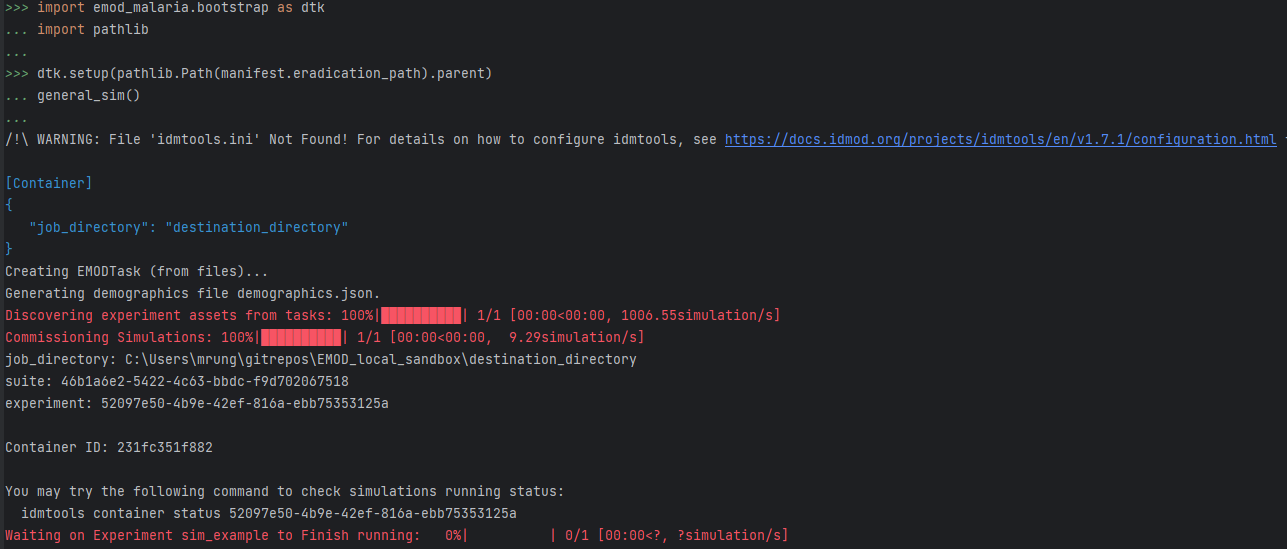 >>> import emod_malaria.bootstrap as dtk
... import pathlib
...
>>> dtk.setup(pathlib.Path(manifest.eradication_path).parent)
... general_sim()
...
/!\ WARNING: File 'idmtools.ini' Not Found! For details on how to configure idmtools, see https://docs.idmod.org/projects/idmtools/en/v1.7.1/configuration.html
[Container]
{
   "job_directory": "destination_directory"
}
Creating EMODTask (from files)...
Generating demographics file demographics.json.
Discovering experiment assets from tasks: 100%|██████████| 1/1 [00:00<00:00, 1006.55simulation/s]
Commissioning Simulations: 100%|██████████| 1/1 [00:00<00:00,  9.29simulation/s]
job_directory: C:\Users\mrung\gitrepos\EMOD_local_sandbox\destination_directory
suite: 46b1a6e2-5422-4c63-bbdc-f9d702067518
experiment: 52097e50-4b9e-42ef-816a-ebb75353125a
Container ID: 231fc351f882
You may try the following command to check simulations running status:
  idmtools container status 52097e50-4b9e-42ef-816a-ebb75353125a
Waiting on Experiment sim_example to Finish running:   0%|          | 0/1 [00:00<?, ?simulation/s]